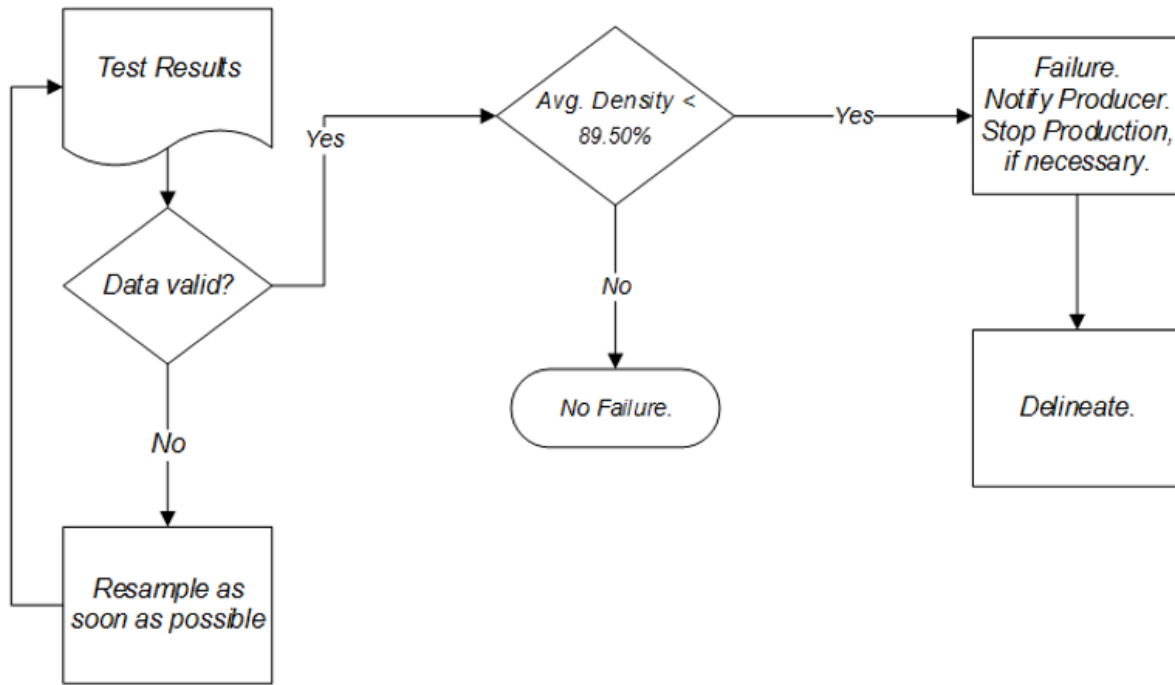 Test Results
Data valid?
Yes
No
Resample as
soon as possible
Avg. Density <
89.50%
Yes
No
No Failure.
Failure.
Notify Producer.
Stop Production,
if necessary.
Delineate.